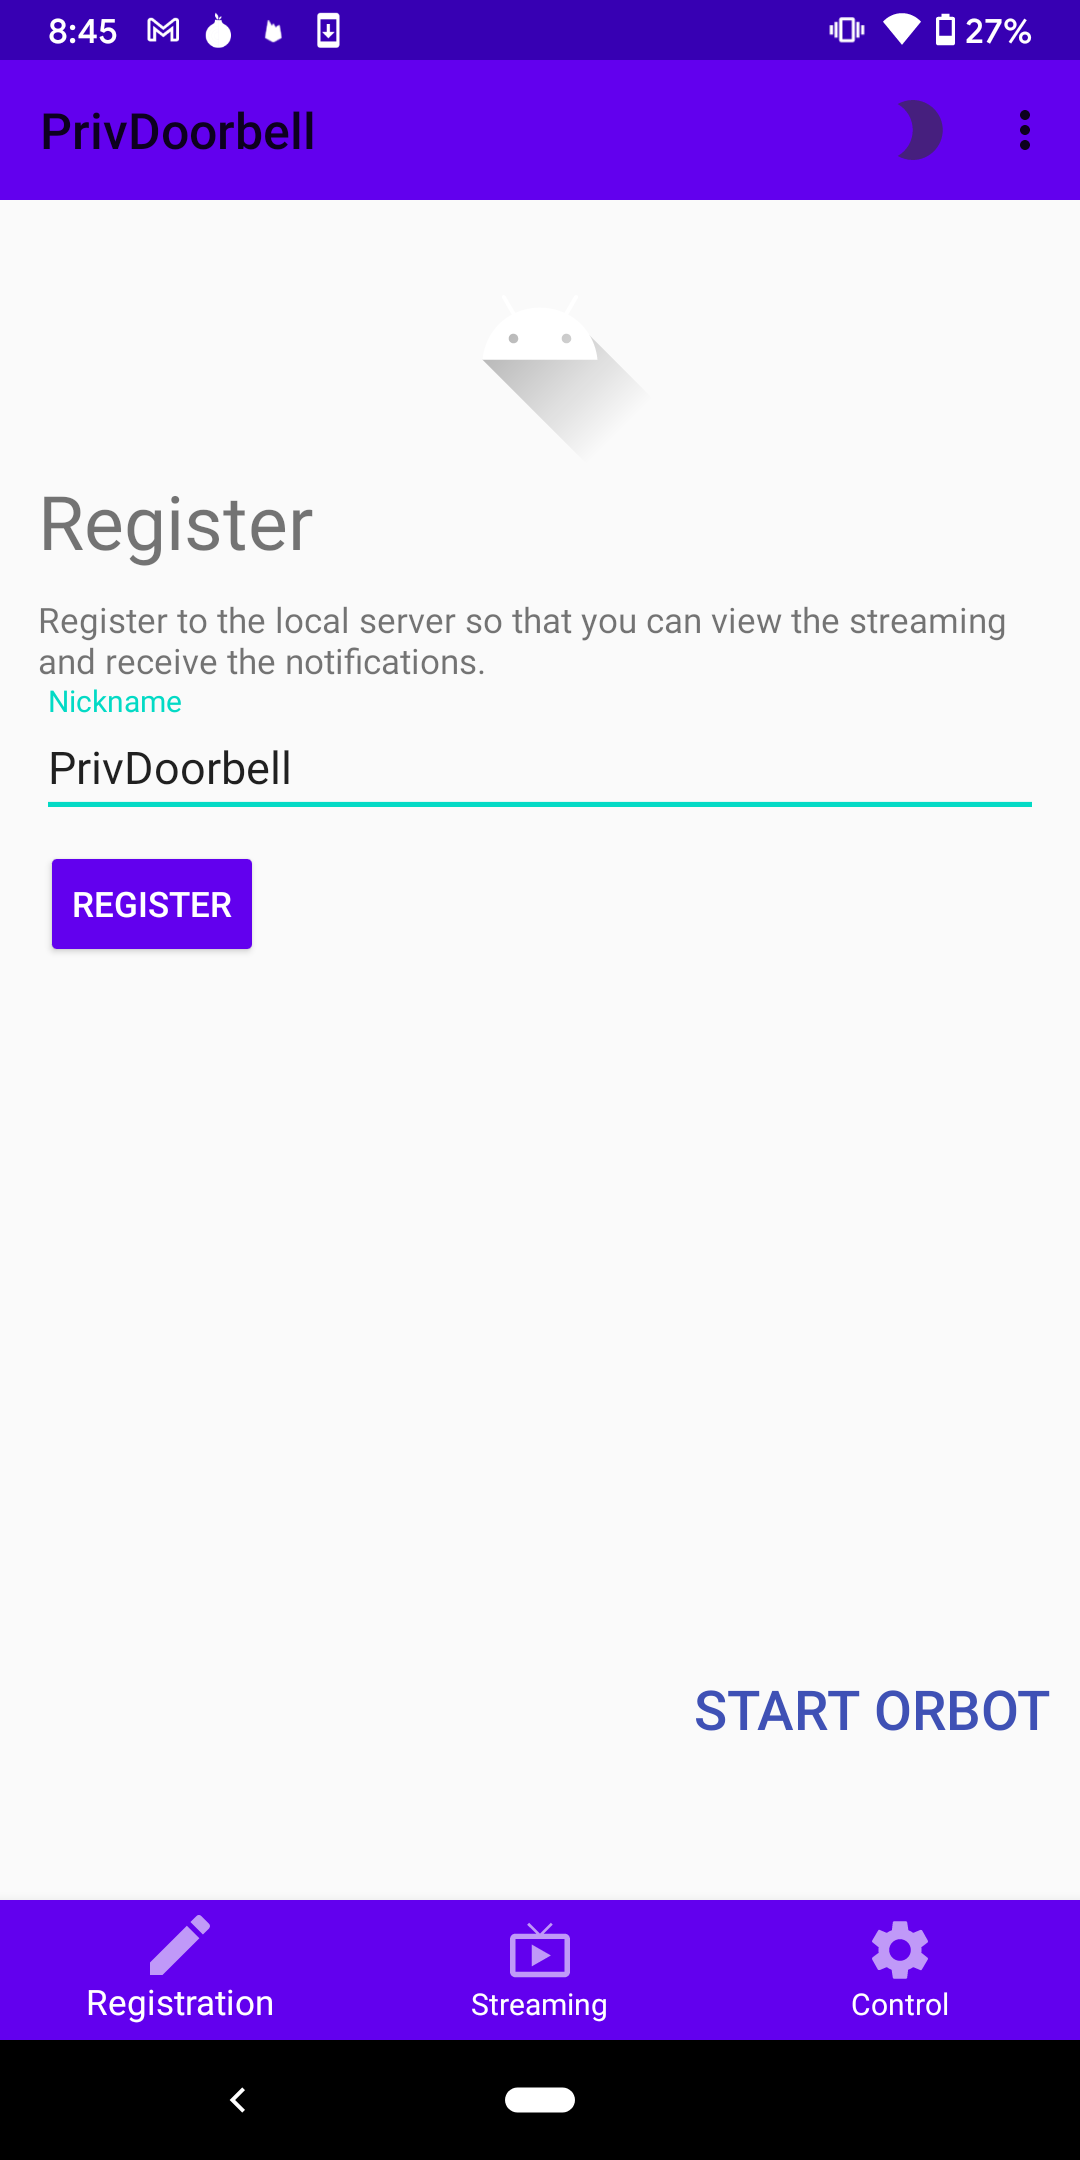 8:45
27%
PrivDoorbell
Register
Register to the local server so that you can view the streaming
and receive the notifications.
Nickname
PrivDoorbell
REGISTER
START ORBOT
Registration
Streaming
Control